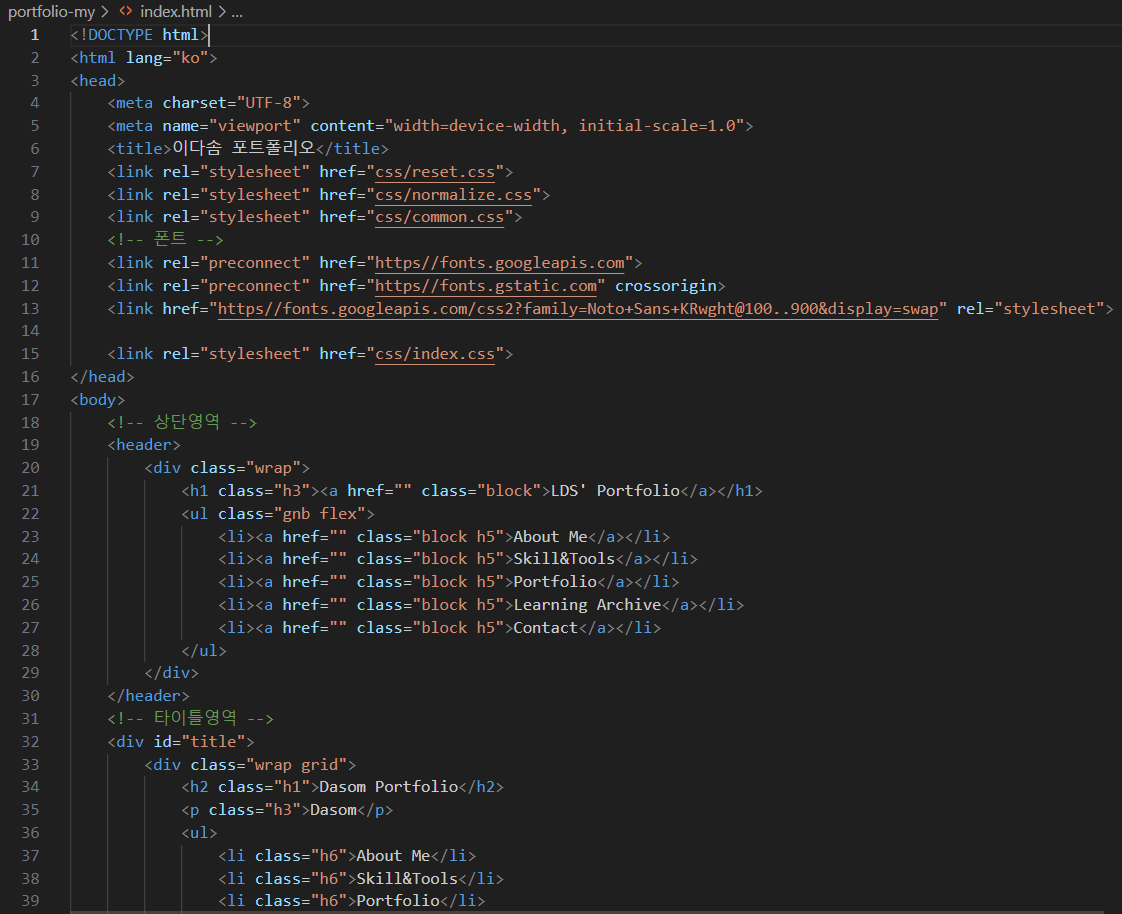 portfolio-my > <> index.html > ...
1 <!DOCTYPE html>
2 <html lang="ko">
3 <head>
4 <meta charset="UTF-8">
5 <meta name="viewport" content="width=device-width, initial-scale=1.0">
6 <title>이다솜 포트폴리오</title>
7 <link rel="stylesheet" href="css/reset.css">
8 <link rel="stylesheet" href="css/normalize.css">
9 <link rel="stylesheet" href="css/common.css">
10 <!-- 폰트 -->
11 <link rel="preconnect" href="https//fonts.googleapis.com">
12 <link rel="preconnect" href="https//fonts.gstatic.com" crossorigin>
13 <link href="https//fonts.googleapis.com/css2?family=Noto+Sans+KRwght@100..900&display=swap" rel="stylesheet">
14
15 <link rel="stylesheet" href="css/index.css">
16 </head>
17 <body>
18 <!-- 상단영역 -->
19 <header>
20 <div class="wrap">
21 <h1 class="h3"><a href="" class="block">LDS' Portfolio</a></h1>
22 <ul class="gnb flex">
23 <li><a href="" class="block h5">About Me</a></li>
24 <li><a href="" class="block h5">Skill&Tools</a></li>
25 <li><a href="" class="block h5">Portfolio</a></li>
26 <li><a href="" class="block h5">Learning Archive</a></li>
27 <li><a href="" class="block h5">Contact</a></li>
28 </ul>
29 </div>
30 </header>
31 <!-- 타이틀영역 -->
32 <div id="title">
33 <div class="wrap grid">
34 <h2 class="h1">Dasom Portfolio</h2>
35 <p class="h3">Dasom</p>
36 <ul>
37 <li class="h6">About Me</li>
38 <li class="h6">Skill&Tools</li>
39 <li class="h6">Portfolio</li>